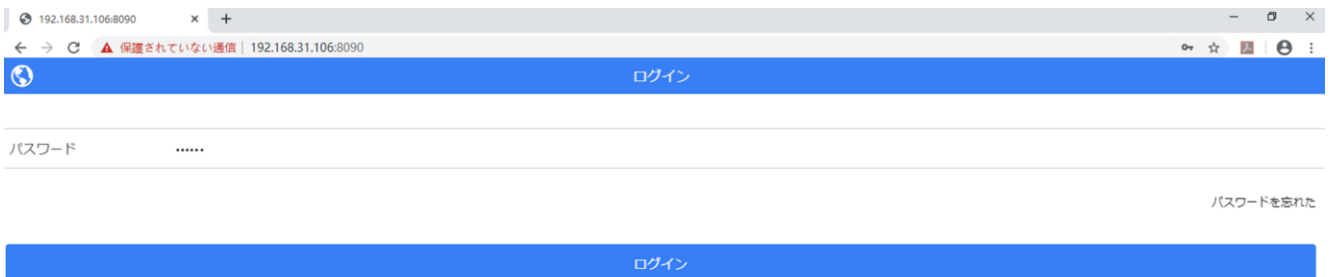 192.168.31.106:8090
保護されていない通信 | 192.168.31.106:8090
ログイン
パスワード ••••••
パスワードを忘れた
ログイン